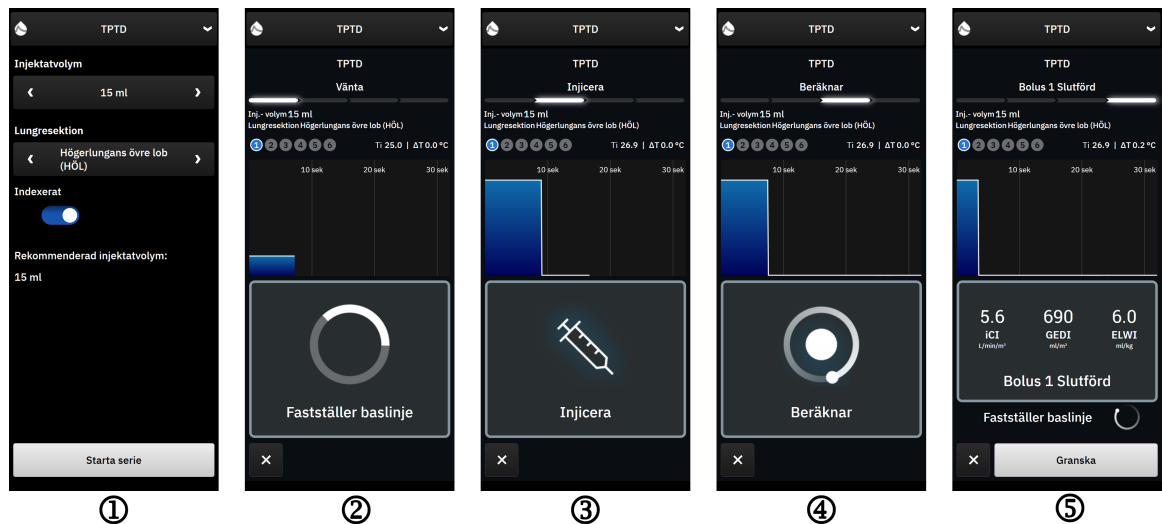 TPTD
Injektatvolym
15 ml
Lungresektion
Högerlungans övre lob
(HÖL)
Indexerat
Rekommenderad injektatvolym:
15 ml
Starta serie
①
TPTD
TPTD
Vänta
Inj.- volym 15 ml
Lungresektion Högerlungans övre lob (HÖL)
1 2 3 4 5 6 Ti 25.0 | ΔT 0.0 °C
10 sek 20 sek 30 sek
Fastställer baslinje
②
TPTD
TPTD
Injicera
Inj.- volym 15 ml
Lungresektion Högerlungans övre lob (HÖL)
1 2 3 4 5 6 Ti 26.9 | ΔT 0.0 °C
10 sek 20 sek 30 sek
Injicera
③
TPTD
TPTD
Beräknar
Inj.- volym 15 ml
Lungresektion Högerlungans övre lob (HÖL)
1 2 3 4 5 6 Ti 26.9 | ΔT 0.0 °C
10 sek 20 sek 30 sek
Beräknar
④
TPTD
TPTD
Bolus 1 Slutförd
Inj.- volym 15 ml
Lungresektion Högerlungans övre lob (HÖL)
1 2 3 4 5 6 Ti 26.9 | ΔT 0.2 °C
10 sek 20 sek 30 sek
5.6 690 6.0
iCI GEDI ELWI
L/min/m² ml/m² ml/kg
Bolus 1 Slutförd
Fastställer baslinje
Granska
⑤